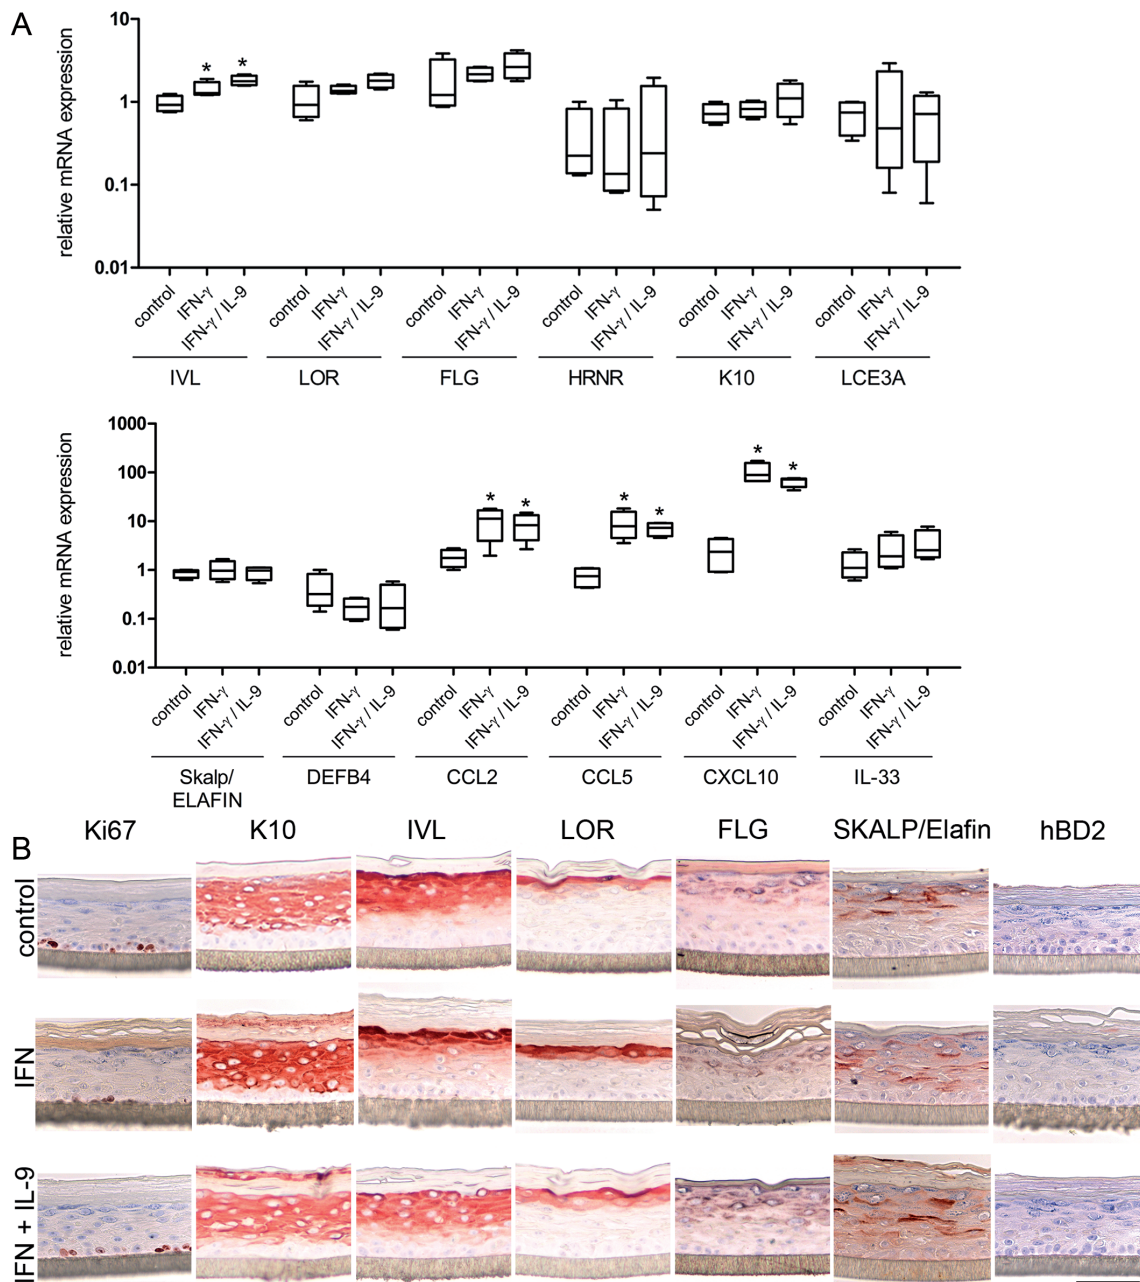 A
relative mRNA expression
10
1
0.1
0.01
control
IFN-γ
IFN-γ / IL-9
control
IFN-γ
IFN-γ / IL-9
control
IFN-γ
IFN-γ / IL-9
control
IFN-γ
IFN-γ / IL-9
control
IFN-γ
IFN-γ / IL-9
control
IFN-γ
IFN-γ / IL-9
* *
IVL LOR FLG HRNR K10 LCE3A
relative mRNA expression
1000
100
10
1
0.1
0.01
* * * * * *
control
IFN-γ
IFN-γ / IL-9
control
IFN-γ
IFN-γ / IL-9
control
IFN-γ
IFN-γ / IL-9
control
IFN-γ
IFN-γ / IL-9
control
IFN-γ
IFN-γ / IL-9
control
IFN-γ
IFN-γ / IL-9
Skalp/
ELAFIN
DEFB4 CCL2 CCL5 CXCL10 IL-33
B
Ki67 K10 IVL LOR FLG SKALP/Elafin hBD2
control
IFN
IFN + IL-9